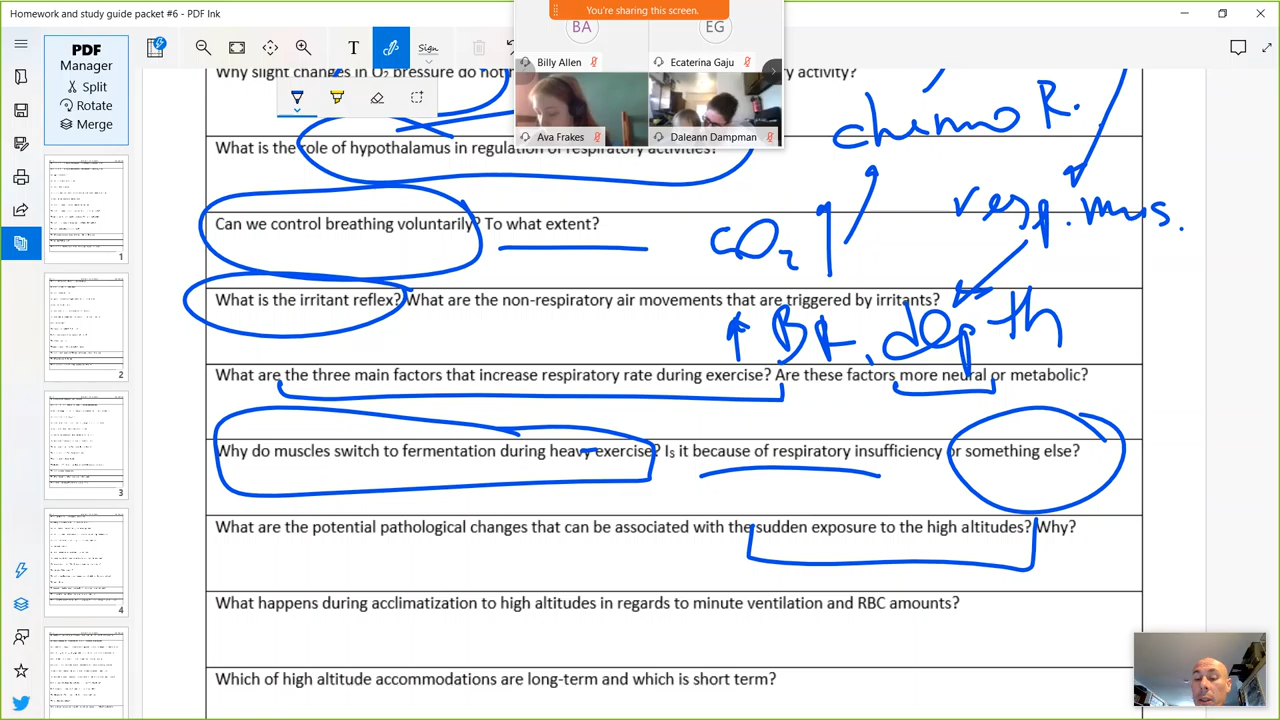 Homework and study guide packet #6 - PDF Ink
You're sharing this screen.
BA
EG
Billy Allen
Ecaterina Gaju
Ava Frakes
Daleann Dampman
PDF
Manager
Split
Rotate
Merge
Sign
1
2
3
4
Why slight changes in O₂ pressure do not
ry activity?
chemo R.
What is the role of hypothalamus in regulation of respiratory activities?
resp. mus.
Can we control breathing voluntarily? To what extent?
CO₂ ↑
What is the irritant reflex? What are the non-respiratory air movements that are triggered by irritants?
↑ BR, depth
What are the three main factors that increase respiratory rate during exercise? Are these factors more neural or metabolic?
Why do muscles switch to fermentation during heavy exercise? Is it because of respiratory insufficiency or something else?
What are the potential pathological changes that can be associated with the sudden exposure to the high altitudes? Why?
What happens during acclimatization to high altitudes in regards to minute ventilation and RBC amounts?
Which of high altitude accommodations are long-term and which is short term?